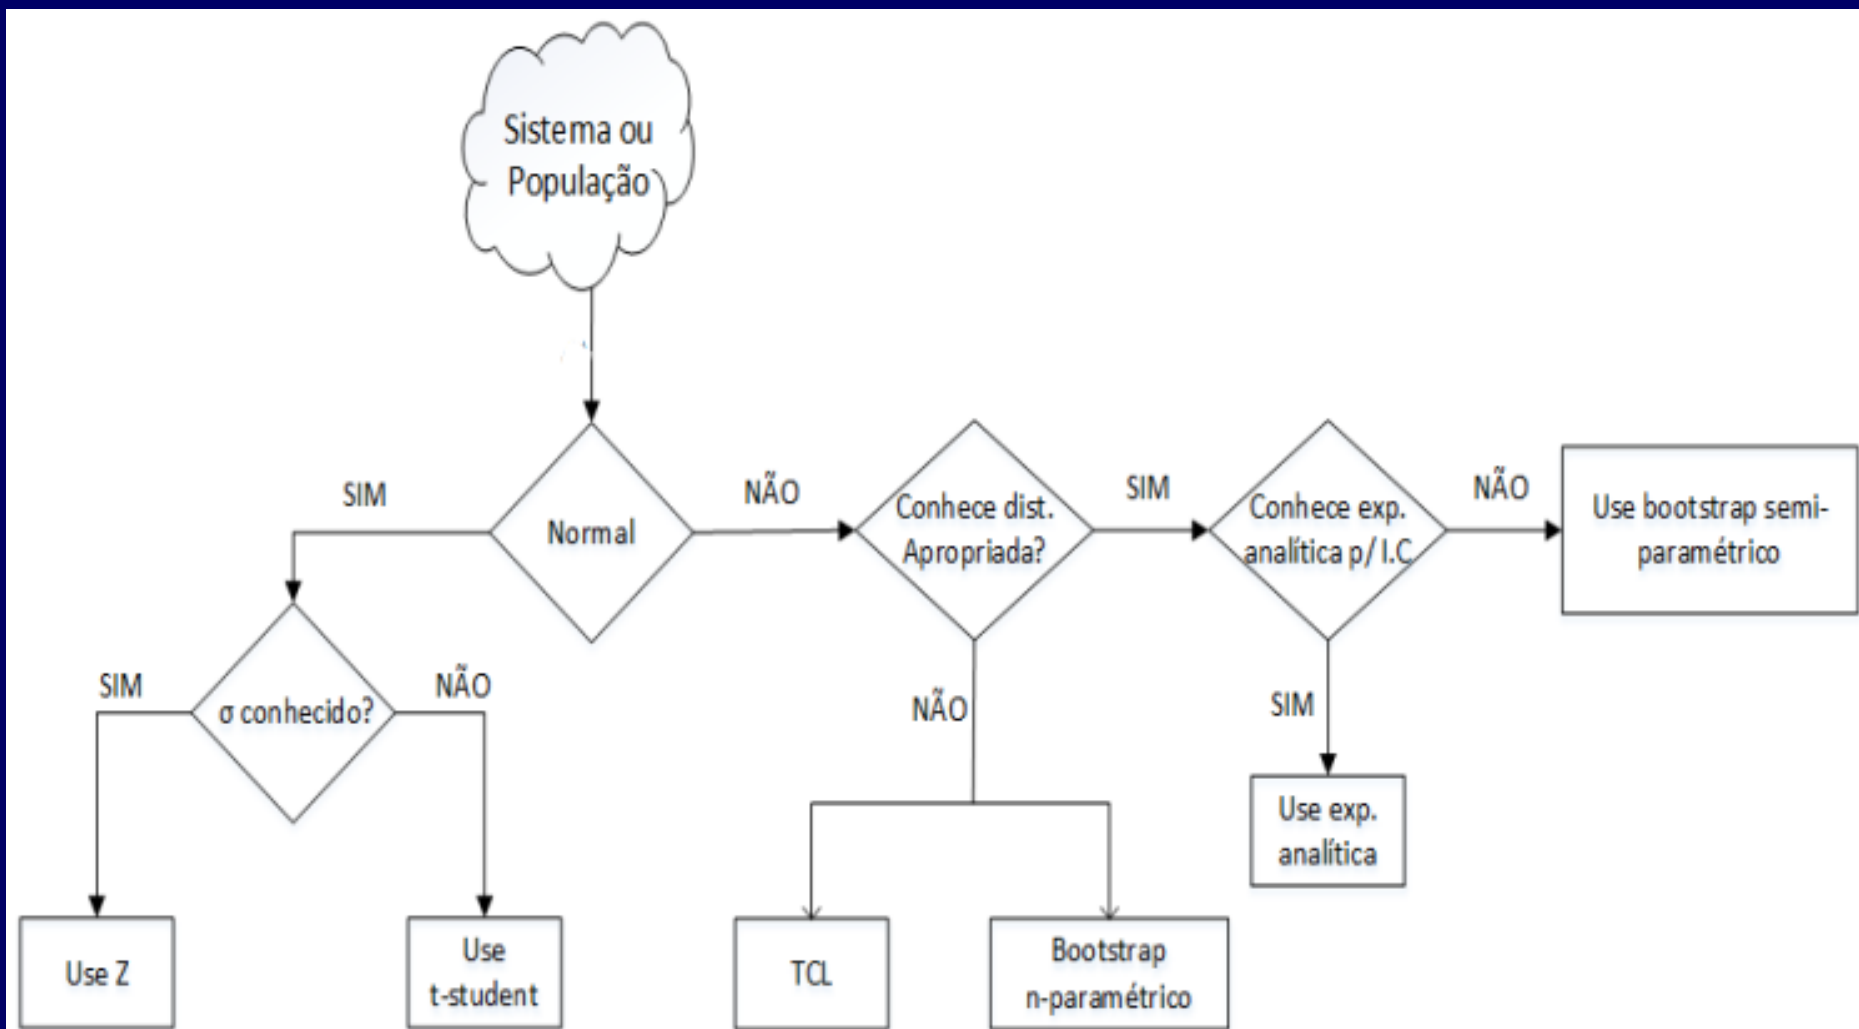 Sistema ou
População
SIM
Normal
NÃO
Conhece dist.
Apropriada?
SIM
Conhece exp.
analítica p/ I.C
NÃO
Use bootstrap semi-
paramétrico
SIM
σ conhecido?
NÃO
NÃO
SIM
Use exp.
analítica
Use Z
Use
t-student
TCL
Bootstrap
n-paramétrico